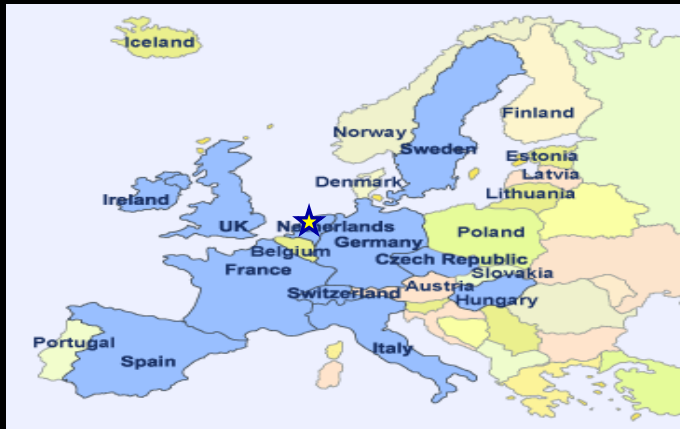 Iceland
Finland
Norway
Sweden
Estonia
Latvia
Denmark
Lithuania
Ireland
UK
Netherlands
Poland
Germany
Belgium
Czech Republic
France
Slovakia
Austria
Switzerland
Hungary
Portugal
Italy
Spain